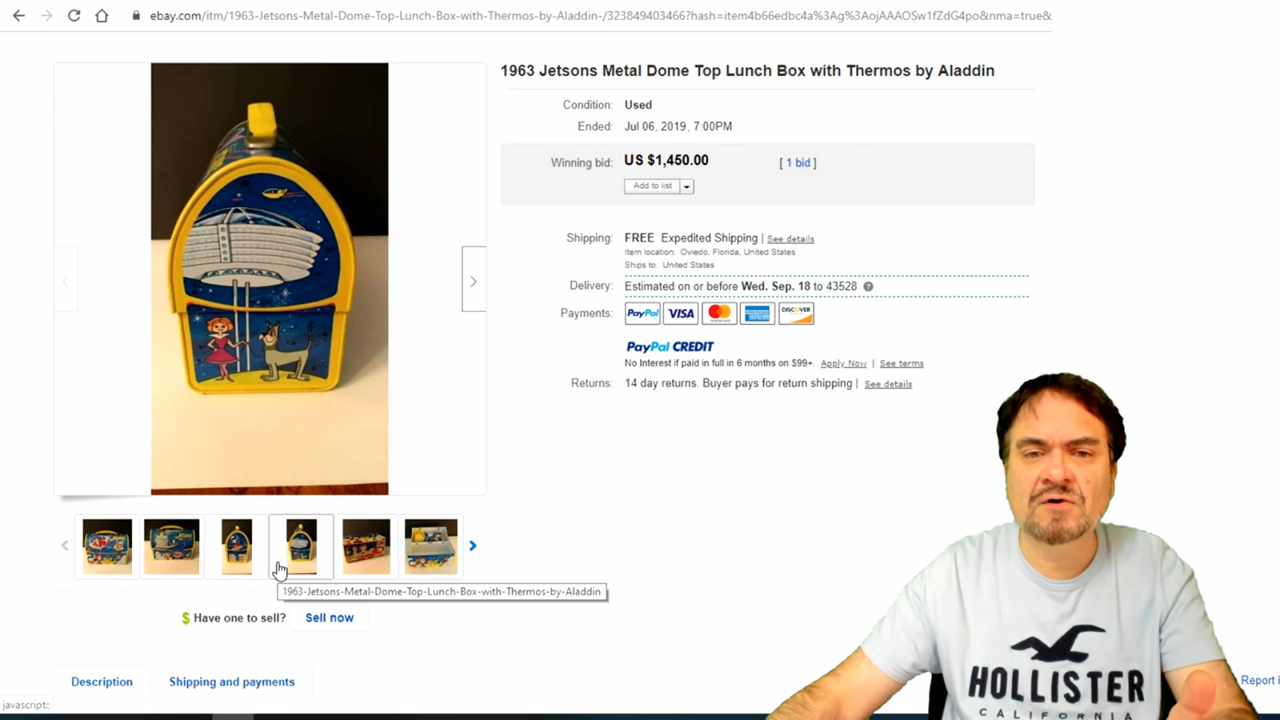 ebay.com/itm/1963-Jetsons-Metal-Dome-Top-Lunch-Box-with-Thermos-by-Aladdin-/323849403466?hash=item4b66edbc4a%3Ag%3AojAAAOSw1fZdG4po&nma=true&
1963 Jetsons Metal Dome Top Lunch Box with Thermos by Aladdin
Condition: Used
Ended: Jul 06, 2019, 7:00PM
Winning bid: US $1,450.00 [ 1 bid ]
Add to list
Shipping: FREE Expedited Shipping | See details
Item location: Oviedo, Florida, United States
Ships to: United States
Delivery: Estimated on or before Wed. Sep. 18 to 43528 ?
Payments: PayPal VISA MasterCard AMERICAN EXPRESS DISCOVER
PayPal CREDIT
No Interest if paid in full in 6 months on $99+. Apply Now | See terms
Returns: 14 day returns. Buyer pays for return shipping | See details
1963-Jetsons-Metal-Dome-Top-Lunch-Box-with-Thermos-by-Aladdin
$ Have one to sell? Sell now
Description Shipping and payments
Report i
javascript:;
HOLLISTER
CALIFORNIA